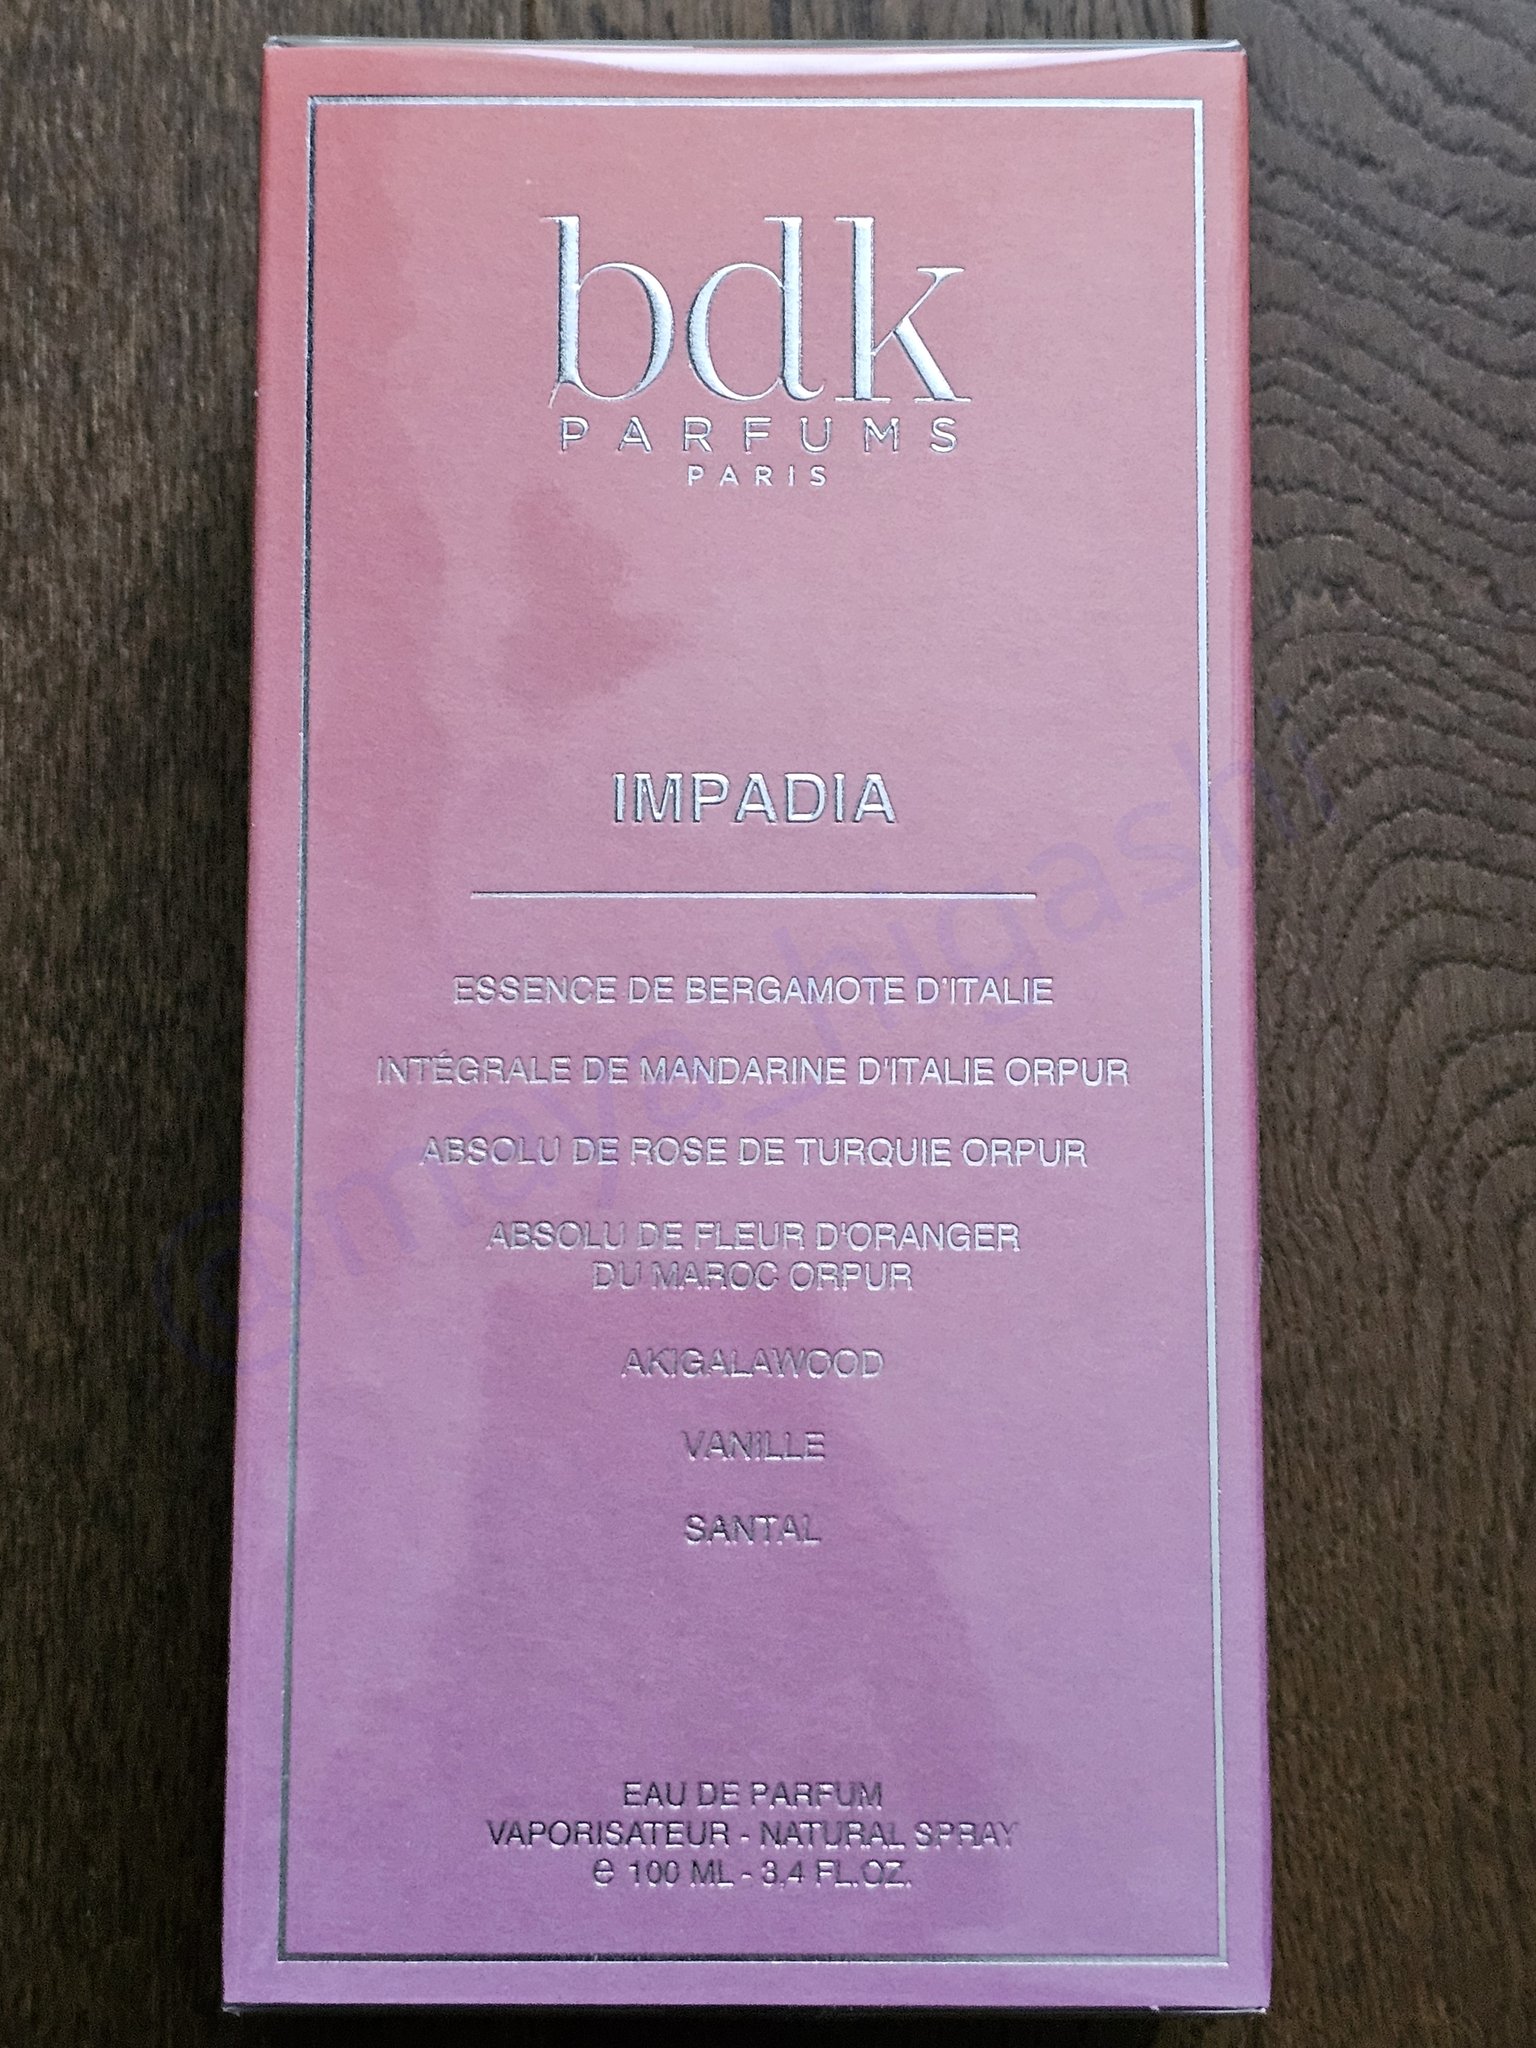 bdk
PARFUMS
PARIS
IMPADIA
ESSENCE DE BERGAMOTE D'ITALIE
INTÉGRALE DE MANDARINE D'ITALIE ORPUR
ABSOLU DE ROSE DE TURQUIE ORPUR
ABSOLU DE FLEUR D'ORANGER
DU MAROC ORPUR
AKIGALAWOOD
VANILLE
SANTAL
EAU DE PARFUM
VAPORISATEUR - NATURAL SPRAY
℮ 100 ML - 3,4 FL.OZ.
@maya_higashi